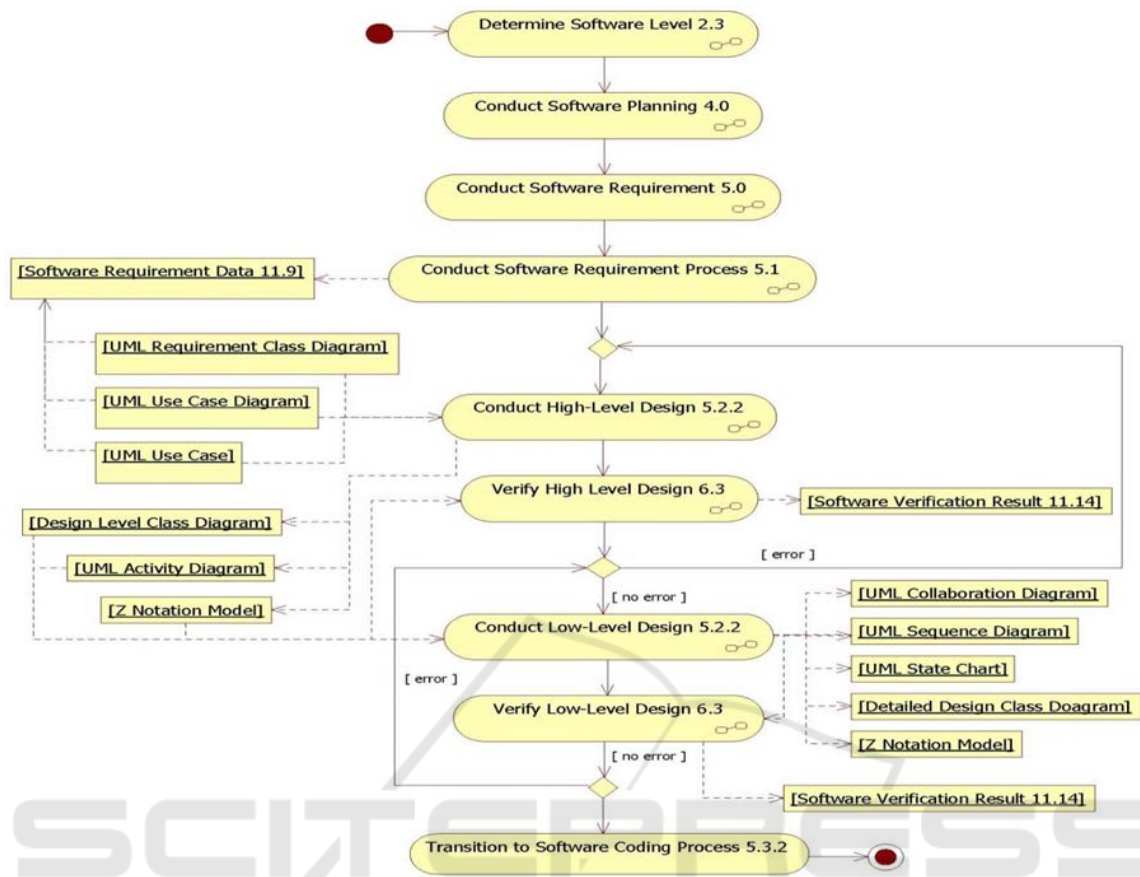 Determine Software Level 2.3
Conduct Software Planning 4.0
Conduct Software Requirement 5.0
[Software Requirement Data 11.9]
Conduct Software Requirement Process 5.1
[UML Requirement Class Diagram]
[UML Use Case Diagram]
Conduct High-Level Design 5.2.2
[UML Use Case]
Verify High Level Design 6.3
[Software Verification Result 11.14]
[Design Level Class Diagram]
[ error ]
[UML Activity Diagram]
[ no error ]
[UML Collaboration Diagram]
[Z Notation Model]
Conduct Low-Level Design 5.2.2
[UML Sequence Diagram]
[UML State Chart]
[ error ]
Verify Low-Level Design 6.3
[Detailed Design Class Doagram]
[Z Notation Model]
[ no error ]
[Software Verification Result 11.14]
SCITEPRESS
Transition to Software Coding Process 5.3.2